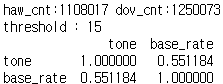 haw_cnt:1108017 dov_cnt:1250073
threshold : 15
tone base_rate
tone 1.000000 0.551184
base_rate 0.551184 1.000000